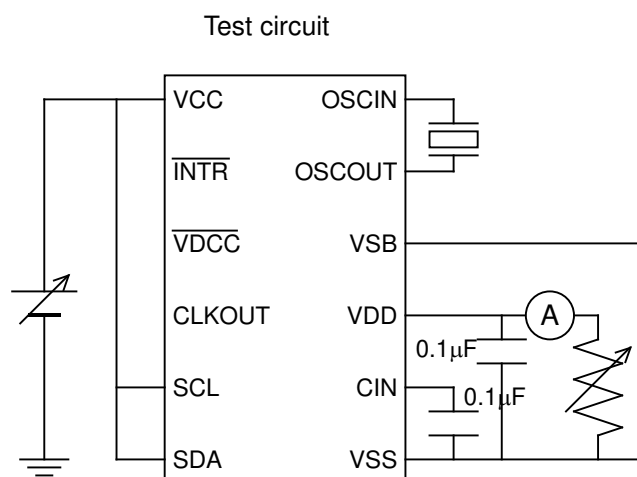 Test circuit
VCC
OSCIN
INTR
OSCOUT
VDCC
VSB
CLKOUT
VDD
A
0.1μF
SCL
CIN
0.1μF
SDA
VSS